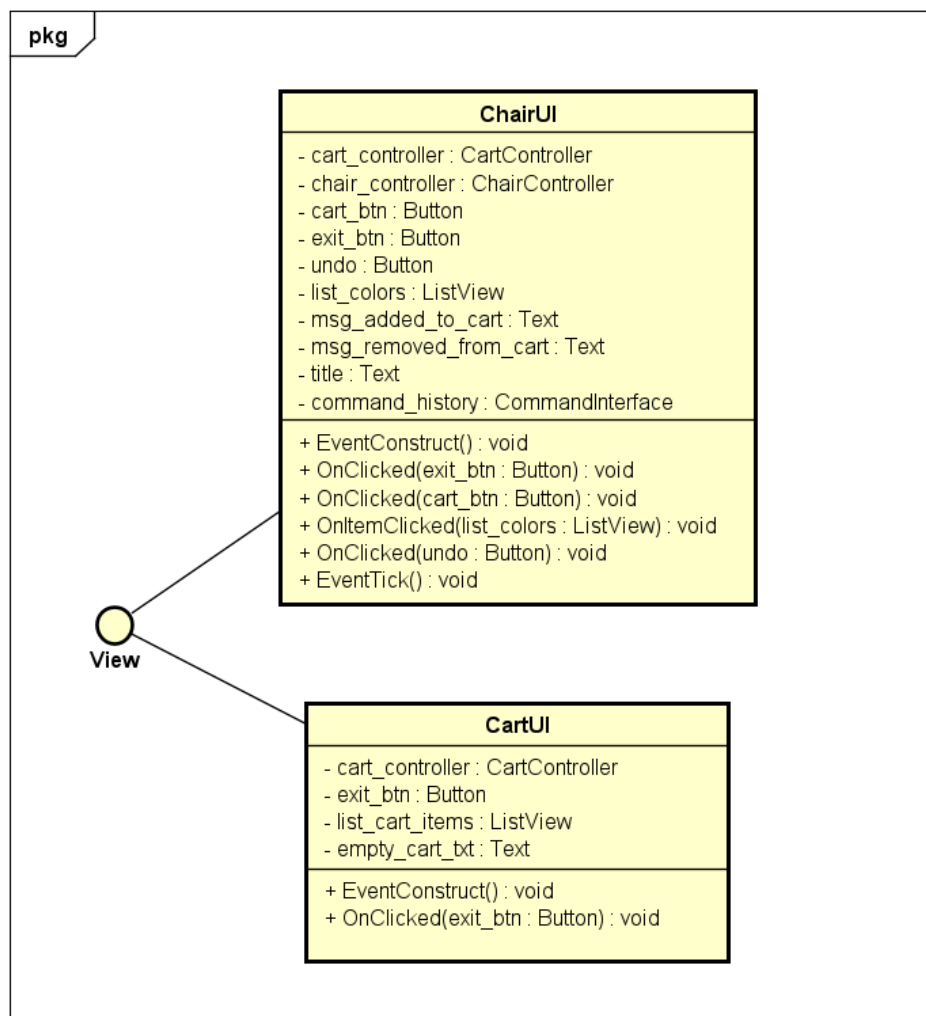 pkg
ChairUI
- cart_controller : CartController
- chair_controller : ChairController
- cart_btn : Button
- exit_btn : Button
- undo : Button
- list_colors : ListView
- msg_added_to_cart : Text
- msg_removed_from_cart : Text
- title : Text
- command_history : CommandInterface
+ EventConstruct() : void
+ OnClicked(exit_btn : Button) : void
+ OnClicked(cart_btn : Button) : void
+ OnItemClicked(list_colors : ListView) : void
+ OnClicked(undo : Button) : void
+ EventTick() : void
View
CartUI
- cart_controller : CartController
- exit_btn : Button
- list_cart_items : ListView
- empty_cart_txt : Text
+ EventConstruct() : void
+ OnClicked(exit_btn : Button) : void